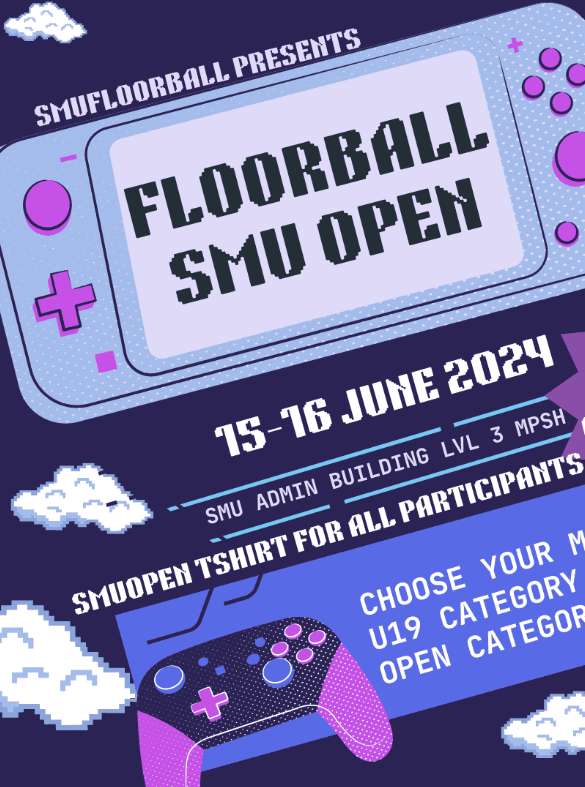 SMUFLOORBALL PRESENTS
FLOORBALL
SMU OPEN
15-16 JUNE 2024
SMU ADMIN BUILDING LVL 3 MPSH
SMUOPEN TSHIRT FOR ALL PARTICIPANTS
CHOOSE YOUR
U19 CATEGORY
OPEN